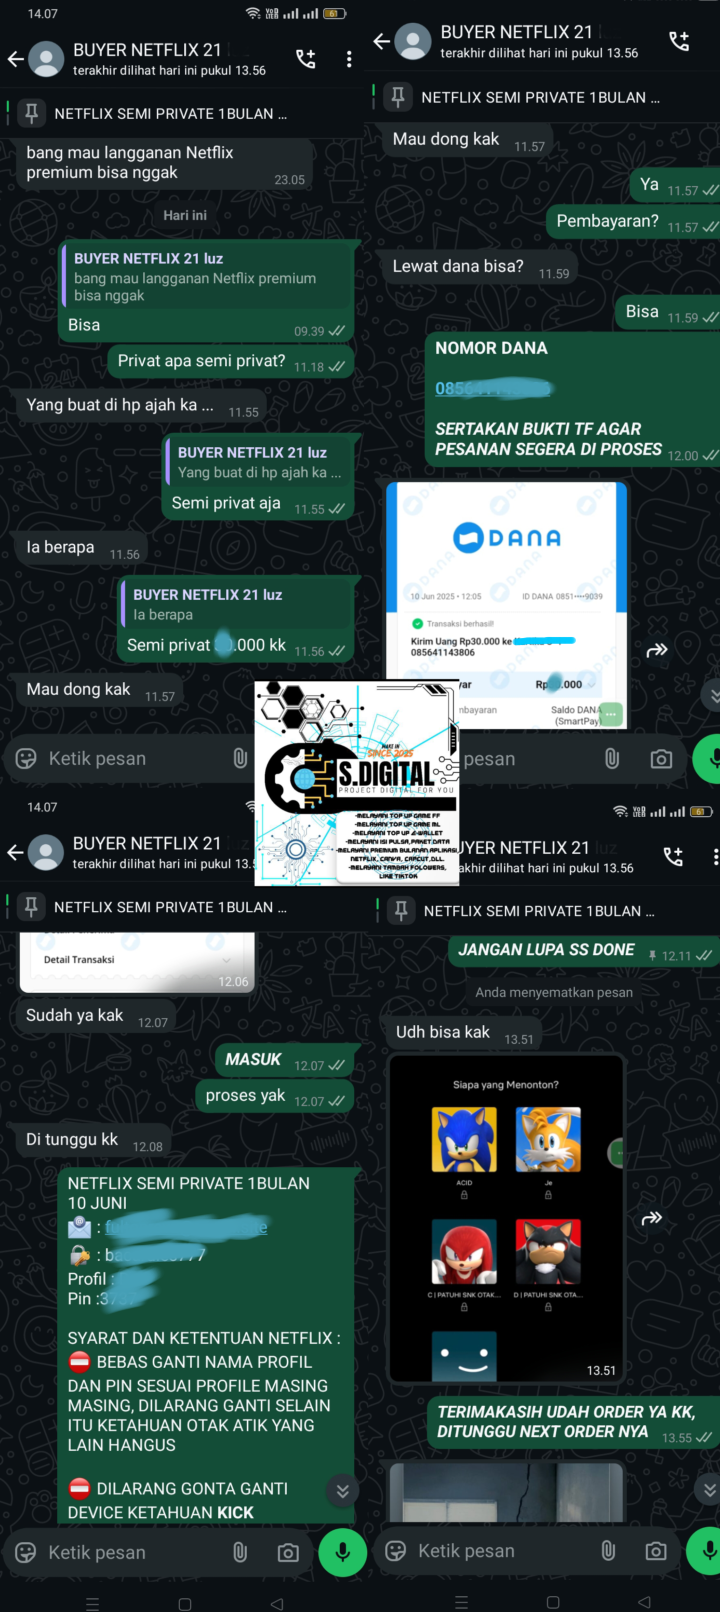 14.07
BUYER NETFLIX 21
terakhir dilihat hari ini pukul 13.56
NETFLIX SEMI PRIVATE 1BULAN ...
bang mau langganan Netflix
premium bisa nggak
23.05
Hari ini
BUYER NETFLIX 21 luz
bang mau langganan Netflix premium
bisa nggak
Bisa
09.39
Privat apa semi privat?
11.18
Yang buat di hp ajah ka ...
11.55
BUYER NETFLIX 21 luz
Yang buat di hp ajah ka ...
Semi privat aja
11.55
Ia berapa
11.56
BUYER NETFLIX 21 luz
Ia berapa
Semi privat .000 kk
11.56
Mau dong kak
11.57
Ketik pesan
BUYER NETFLIX 21
terakhir dilihat hari ini pukul 13.56
NETFLIX SEMI PRIVATE 1BULAN ...
Mau dong kak
11.57
Ya
11.57
Pembayaran?
11.57
Lewat dana bisa?
11.59
Bisa
11.59
NOMOR DANA
SERTAKAN BUKTI TF AGAR
PESANAN SEGERA DI PROSES
12.00
DANA
10 Jun 2025 • 12:05
ID DANA 0851••••9039
Transaksi berhasil!
Kirim Uang Rp30.000 ke
085641143806
yar
Rp .000
mbayaran
Saldo DANA
(SmartPay)
pesan
MART IN
SINCE 2025
S.DIGITAL
PROJECT DIGITAL FOR YOU
-MELAYANI TOP UP GAME FF
-MELAYANI TOP UP GAME ML
-MELAYANI TOP UP E-WALLET
-MELAYANI ISI PULSA, PAKET DATA
-MELAYANI PREMIUM BULANAN APLIKASI
NETFLIX, CANVA, CAPCUT, DLL.
-MELAYANI TAMBAH FOLOWERS,
LIKE TIKTOK
14.07
BUYER NETFLIX 21
terakhir dilihat hari ini pukul 13.5
NETFLIX SEMI PRIVATE 1BULAN ...
Detail Transaksi
12.06
Sudah ya kak
12.07
MASUK
12.07
proses yak
12.07
Di tunggu kk
12.08
NETFLIX SEMI PRIVATE 1BULAN
10 JUNI
Profil :
Pin :
SYARAT DAN KETENTUAN NETFLIX :
⛔ BEBAS GANTI NAMA PROFIL
DAN PIN SESUAI PROFILE MASING
MASING, DILARANG GANTI SELAIN
ITU KETAHUAN OTAK ATIK YANG
LAIN HANGUS
⛔ DILARANG GONTA GANTI
DEVICE KETAHUAN KICK
Ketik pesan
UYER NETFLIX 21 luz
akhir dilihat hari ini pukul 13.56
NETFLIX SEMI PRIVATE 1BULAN ...
JANGAN LUPA SS DONE
12.11
Anda menyematkan pesan
Udh bisa kak
13.51
Siapa yang Menonton?
ACID
Je
C | PATUHI SNK OTAK...
D | PATUHI SNK OTA...
13.51
TERIMAKASIH UDAH ORDER YA KK,
DITUNGGU NEXT ORDER NYA
13.55
Ketik pesan